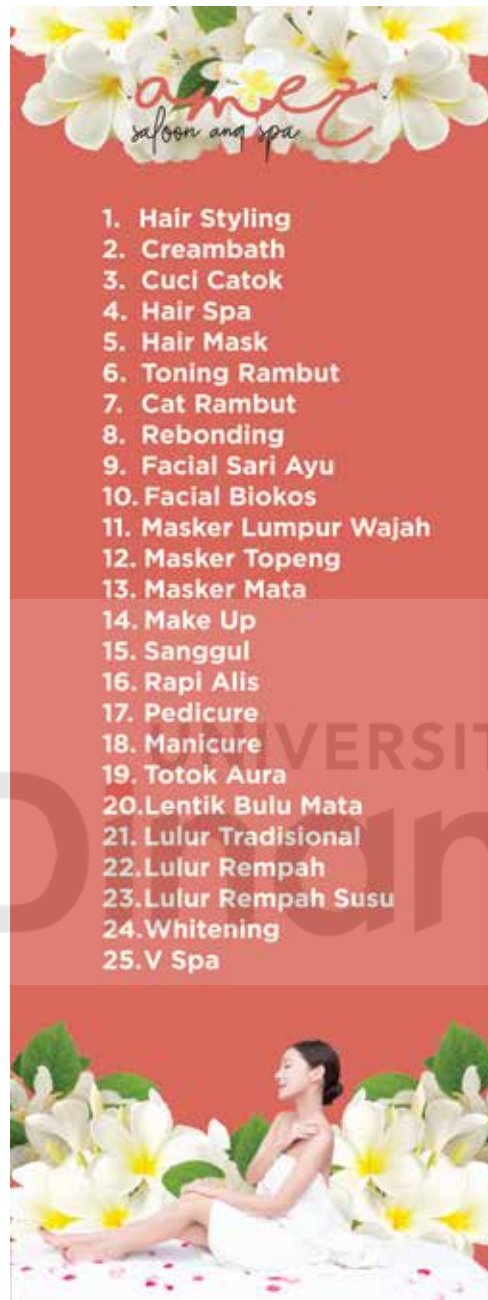 amez
saloon and spa
1. Hair Styling
2. Creambath
3. Cuci Catok
4. Hair Spa
5. Hair Mask
6. Toning Rambut
7. Cat Rambut
8. Rebonding
9. Facial Sari Ayu
10. Facial Biokos
11. Masker Lumpur Wajah
12. Masker Topeng
13. Masker Mata
14. Make Up
15. Sanggul
16. Rapi Alis
17. Pedicure
18. Manicure
19. Totok Aura
20.Lentik Bulu Mata
21. Lulur Tradisional
22.Lulur Rempah
23.Lulur Rempah Susu
24.Whitening
25.V Spa
UNIVERSIT
Dinam